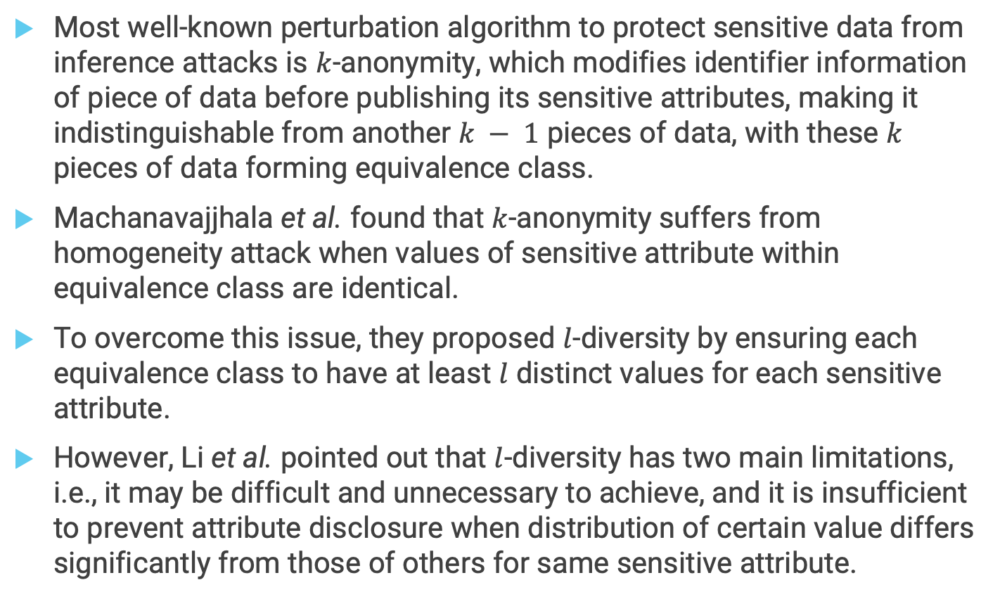 Most well-known perturbation algorithm to protect sensitive data from
inference attacks is k-anonymity, which modifies identifier information
of piece of data before publishing its sensitive attributes, making it
indistinguishable from another k − 1 pieces of data, with these k
pieces of data forming equivalence class.
Machanavajjhala et al. found that k-anonymity suffers from
homogeneity attack when values of sensitive attribute within
equivalence class are identical.
To overcome this issue, they proposed l-diversity by ensuring each
equivalence class to have at least l distinct values for each sensitive
attribute.
However, Li et al. pointed out that l-diversity has two main limitations,
i.e., it may be difficult and unnecessary to achieve, and it is insufficient
to prevent attribute disclosure when distribution of certain value differs
significantly from those of others for same sensitive attribute.